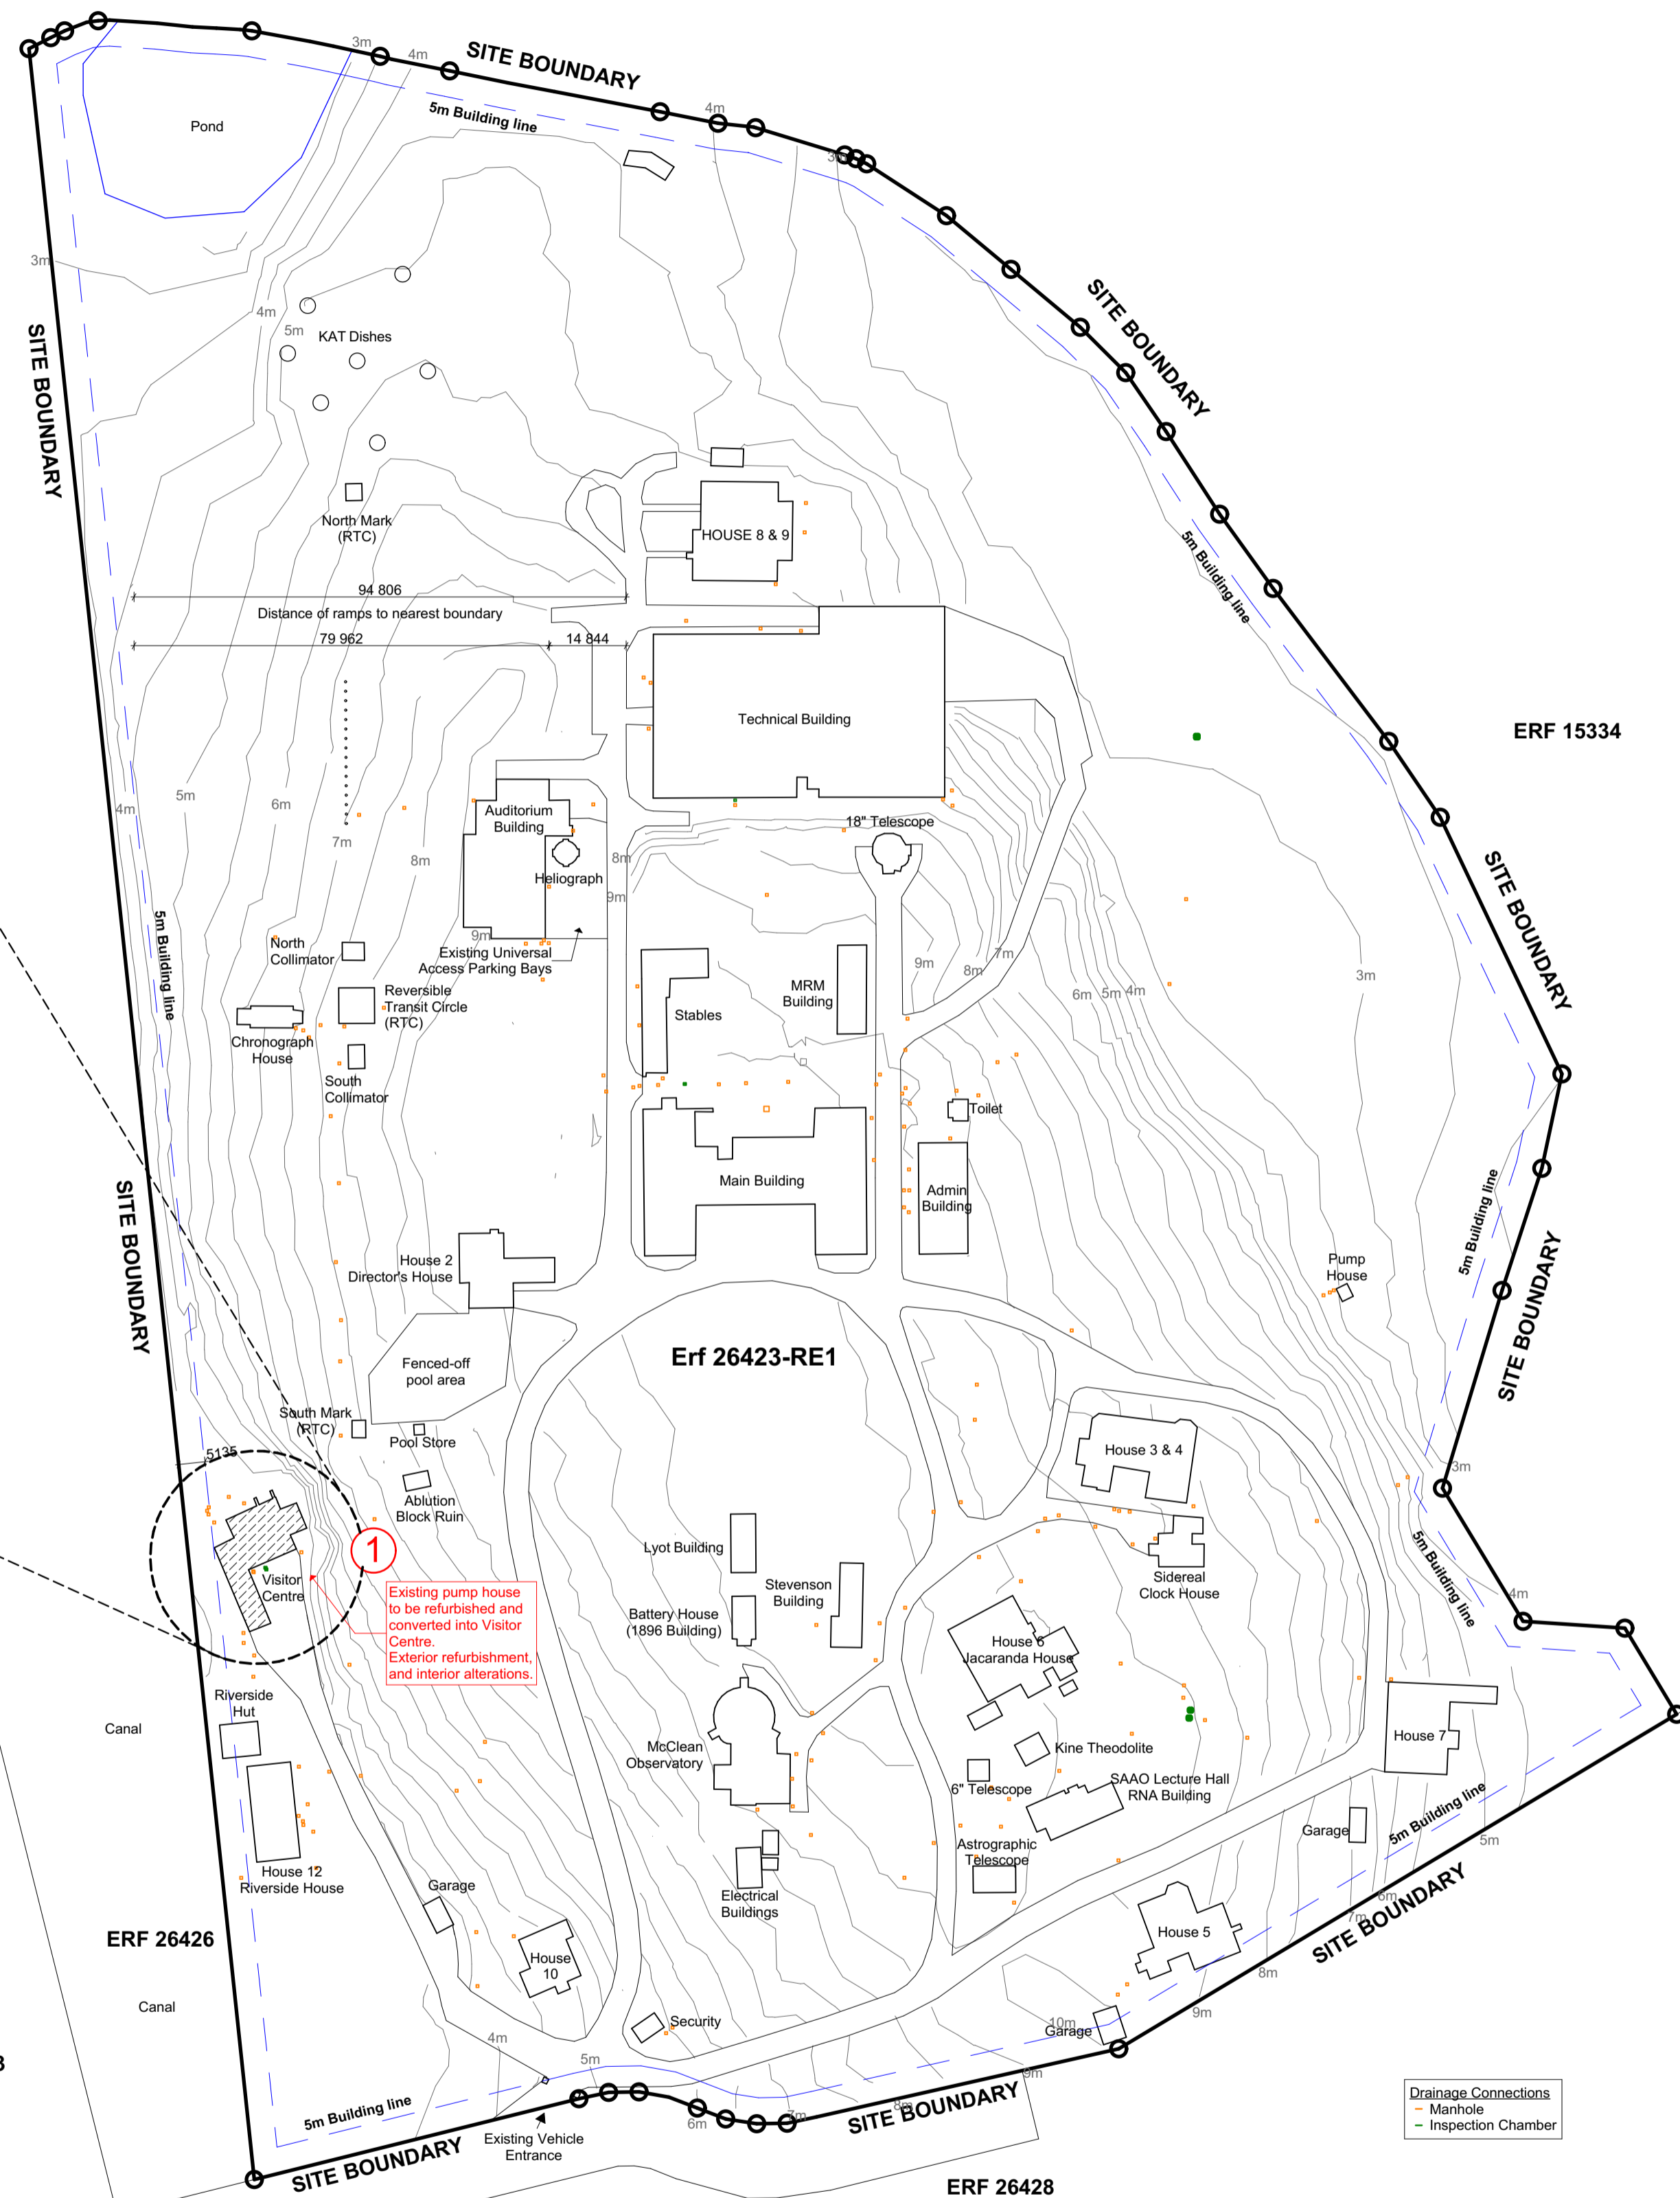 SITE BOUNDARY
3m
4m
5m Building line
4m
Pond
3m
3m
4m
5m
KAT Dishes
SITE BOUNDARY
SITE BOUNDARY
North Mark
(RTC)
HOUSE 8 & 9
5m Building line
94 806
Distance of ramps to nearest boundary
79 962
14 844
Technical Building
ERF 15334
4m
5m
6m
7m
8m
Auditorium
Building
Heliograph
8m
9m
18" Telescope
SITE BOUNDARY
5m Building line
North
Collimator
9m
Existing Universal
Access Parking Bays
Reversible
Transit Circle
(RTC)
Chronograph
House
South
Collimator
Stables
MRM
Building
9m
8m
7m
6m
5m
4m
3m
Toilet
Main Building
Admin
Building
SITE BOUNDARY
5m Building line
SITE BOUNDARY
House 2
Director's House
Pump
House
Fenced-off
pool area
Erf 26423-RE1
South Mark
(RTC)
Pool Store
5135
House 3 & 4
3m
Ablution
Block Ruin
1
Lyot Building
Visitor
Centre
Existing pump house
to be refurbished and
converted into Visitor
Centre.
Exterior refurbishment,
and interior alterations.
Stevenson
Building
Battery House
(1896 Building)
Sidereal
Clock House
5m Building line
4m
House 6
Jacaranda House
Riverside
Hut
Canal
McClean
Observatory
Kine Theodolite
6" Telescope
SAAO Lecture Hall
RNA Building
House 7
5m Building line
Garage
5m
House 12
Riverside House
Garage
Astrographic
Telescope
Electrical
Buildings
6m
7m
SITE BOUNDARY
ERF 26426
House
10
House 5
8m
Canal
Security
10m
Garage
9m
4m
5m
9m
8m
7m
6m
5m Building line
SITE BOUNDARY
Existing Vehicle
Entrance
SITE BOUNDARY
Drainage Connections
Manhole
Inspection Chamber
ERF 26428